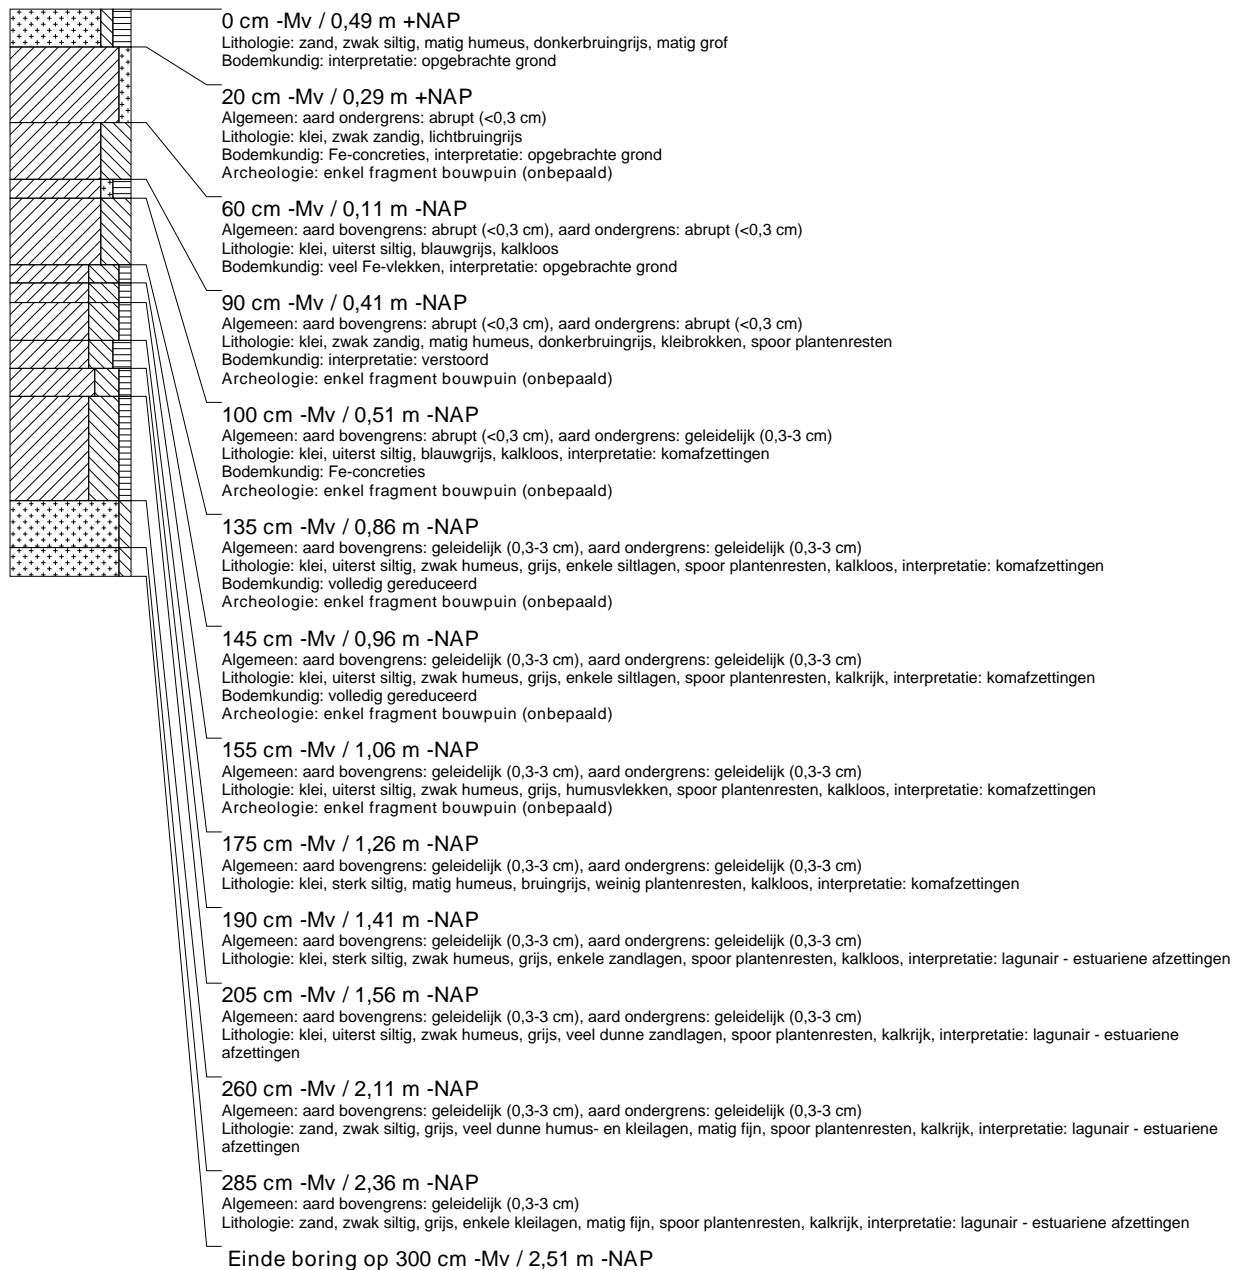 0 cm -Mv / 0,49 m +NAP
Lithologie: zand, zwak siltig, matig humeus, donkerbruingrijs, matig grof
Bodemkundig: interpretatie: opgebrachte grond
20 cm -Mv / 0,29 m +NAP
Algemeen: aard ondergrens: abrupt (<0,3 cm)
Lithologie: klei, zwak zandig, lichtbruingrijs
Bodemkundig: Fe-concreties, interpretatie: opgebrachte grond
Archeologie: enkel fragment bouwpuin (onbepaald)
60 cm -Mv / 0,11 m -NAP
Algemeen: aard bovengrens: abrupt (<0,3 cm), aard ondergrens: abrupt (<0,3 cm)
Lithologie: klei, uiterst siltig, blauwgrijs, kalkloos
Bodemkundig: veel Fe-vlekken, interpretatie: opgebrachte grond
90 cm -Mv / 0,41 m -NAP
Algemeen: aard bovengrens: abrupt (<0,3 cm), aard ondergrens: abrupt (<0,3 cm)
Lithologie: klei, zwak zandig, matig humeus, donkerbruingrijs, kleibrokken, spoor plantenresten
Bodemkundig: interpretatie: verstoord
Archeologie: enkel fragment bouwpuin (onbepaald)
100 cm -Mv / 0,51 m -NAP
Algemeen: aard bovengrens: abrupt (<0,3 cm), aard ondergrens: geleidelijk (0,3-3 cm)
Lithologie: klei, uiterst siltig, blauwgrijs, kalkloos, interpretatie: komafzettingen
Bodemkundig: Fe-concreties
Archeologie: enkel fragment bouwpuin (onbepaald)
135 cm -Mv / 0,86 m -NAP
Algemeen: aard bovengrens: geleidelijk (0,3-3 cm), aard ondergrens: geleidelijk (0,3-3 cm)
Lithologie: klei, uiterst siltig, zwak humeus, grijs, enkele siltlagen, spoor plantenresten, kalkloos, interpretatie: komafzettingen
Bodemkundig: volledig gereduceerd
Archeologie: enkel fragment bouwpuin (onbepaald)
145 cm -Mv / 0,96 m -NAP
Algemeen: aard bovengrens: geleidelijk (0,3-3 cm), aard ondergrens: geleidelijk (0,3-3 cm)
Lithologie: klei, uiterst siltig, zwak humeus, grijs, enkele siltlagen, spoor plantenresten, kalkrijk, interpretatie: komafzettingen
Bodemkundig: volledig gereduceerd
Archeologie: enkel fragment bouwpuin (onbepaald)
155 cm -Mv / 1,06 m -NAP
Algemeen: aard bovengrens: geleidelijk (0,3-3 cm), aard ondergrens: geleidelijk (0,3-3 cm)
Lithologie: klei, uiterst siltig, zwak humeus, grijs, humusvlekken, spoor plantenresten, kalkloos, interpretatie: komafzettingen
Archeologie: enkel fragment bouwpuin (onbepaald)
175 cm -Mv / 1,26 m -NAP
Algemeen: aard bovengrens: geleidelijk (0,3-3 cm), aard ondergrens: geleidelijk (0,3-3 cm)
Lithologie: klei, sterk siltig, matig humeus, bruingrijs, weinig plantenresten, kalkloos, interpretatie: komafzettingen
190 cm -Mv / 1,41 m -NAP
Algemeen: aard bovengrens: geleidelijk (0,3-3 cm), aard ondergrens: geleidelijk (0,3-3 cm)
Lithologie: klei, sterk siltig, zwak humeus, grijs, enkele zandlagen, spoor plantenresten, kalkloos, interpretatie: lagunair - estuariene afzettingen
205 cm -Mv / 1,56 m -NAP
Algemeen: aard bovengrens: geleidelijk (0,3-3 cm), aard ondergrens: geleidelijk (0,3-3 cm)
Lithologie: klei, uiterst siltig, zwak humeus, grijs, veel dunne zandlagen, spoor plantenresten, kalkrijk, interpretatie: lagunair - estuariene
afzettingen
260 cm -Mv / 2,11 m -NAP
Algemeen: aard bovengrens: geleidelijk (0,3-3 cm), aard ondergrens: geleidelijk (0,3-3 cm)
Lithologie: zand, zwak siltig, grijs, veel dunne humus- en kleilagen, matig fijn, spoor plantenresten, kalkrijk, interpretatie: lagunair - estuariene
afzettingen
285 cm -Mv / 2,36 m -NAP
Algemeen: aard bovengrens: geleidelijk (0,3-3 cm)
Lithologie: zand, zwak siltig, grijs, enkele kleilagen, matig fijn, spoor plantenresten, kalkrijk, interpretatie: lagunair - estuariene afzettingen
Einde boring op 300 cm -Mv / 2,51 m -NAP